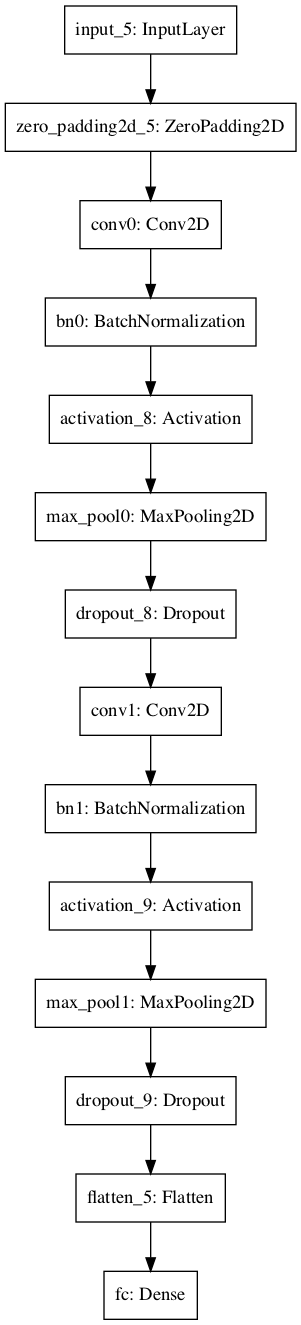 input_5: InputLayer
zero_padding2d_5: ZeroPadding2D
conv0: Conv2D
bn0: BatchNormalization
activation_8: Activation
max_pool0: MaxPooling2D
dropout_8: Dropout
conv1: Conv2D
bn1: BatchNormalization
activation_9: Activation
max_pool1: MaxPooling2D
dropout_9: Dropout
flatten_5: Flatten
fc: Dense